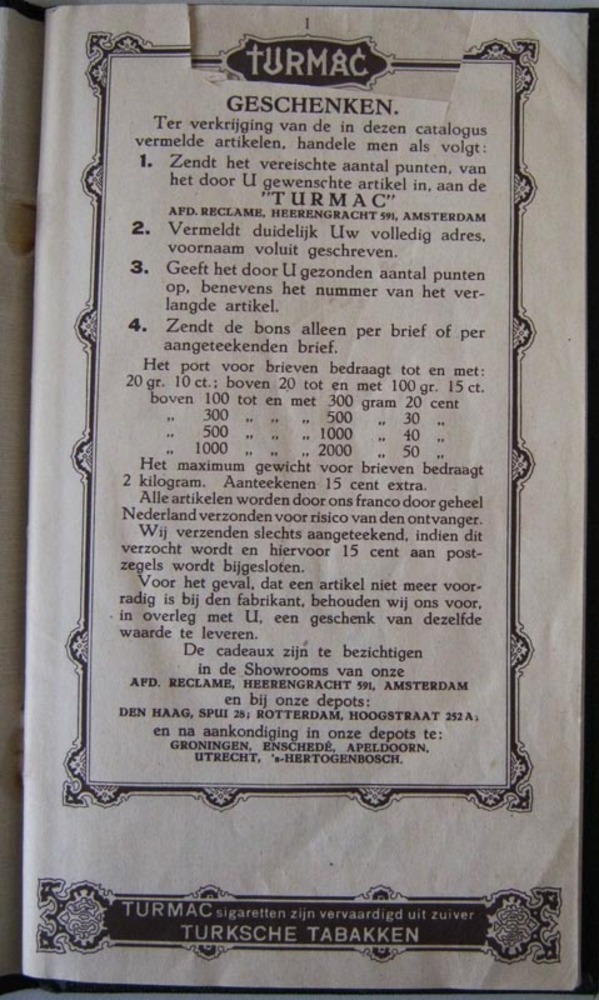 1
TURMAC
GESCHENKEN.
Ter verkrijging van de in dezen catalogus
vermelde artikelen, handele men als volgt:
1. Zendt het vereischte aantal punten, van
het door U gewenschte artikel in, aan de
"TURMAC"
AFD. RECLAME, HEERENGRACHT 591, AMSTERDAM
2. Vermeldt duidelijk Uw volledig adres,
voornaam voluit geschreven.
3. Geeft het door U gezonden aantal punten
op, benevens het nummer van het ver-
langde artikel.
4. Zendt de bons alleen per brief of per
aangeteekenden brief.
Het port voor brieven bedraagt tot en met:
20 gr. 10 ct.; boven 20 tot en met 100 gr. 15 ct.
boven 100 tot en met 300 gram 20 cent
„ 300 „ „ „ 500 „ 30 „
„ 500 „ „ „ 1000 „ 40 „
„ 1000 „ „ „ 2000 „ 50 „
Het maximum gewicht voor brieven bedraagt
2 kilogram. Aanteekenen 15 cent extra.
Alle artikelen worden door ons franco door geheel
Nederland verzonden voor risico van den ontvanger.
Wij verzenden slechts aangeteekend, indien dit
verzocht wordt en hiervoor 15 cent aan post-
zegels wordt bijgesloten.
Voor het geval, dat een artikel niet meer voor-
radig is bij den fabrikant, behouden wij ons voor,
in overleg met U, een geschenk van dezelfde
waarde te leveren.
De cadeaux zijn te bezichtigen
in de Showrooms van onze
AFD. RECLAME, HEERENGRACHT 591, AMSTERDAM
en bij onze depots:
DEN HAAG, SPUI 28; ROTTERDAM, HOOGSTRAAT 252 A;
en na aankondiging in onze depots te:
GRONINGEN, ENSCHEDÉ, APELDOORN,
UTRECHT, 's-HERTOGENBOSCH.
TURMAC sigaretten zijn vervaardigd uit zuiver
TURKSCHE TABAKKEN